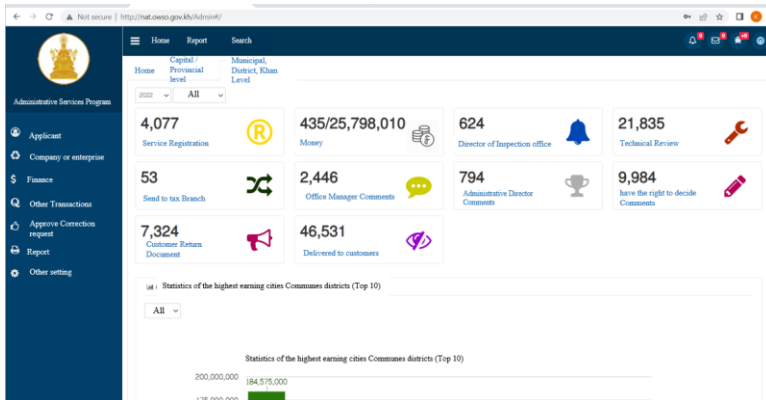 Not secure | http://nat.owso.gov.kh/Admin#/
Home Report Search
Administrative Services Program
Applicant
Company or enterprise
Finance
Other Transactions
Approve Correction
request
Report
Other setting
Home
Capital /
Provincial
level
Municipal,
District, Khan
Level
2022
All
4,077
Service Registration
435/25,798,010
Money
624
Director of Inspection office
21,835
Technical Review
53
Send to tax Branch
2,446
Office Manager Comments
794
Administrative Director
Comments
9,984
have the right to decide
Comments
7,324
Customer Return
Document
46,531
Delivered to customers
Statistics of the highest earning cities Communes districts (Top 10)
All
Statistics of the highest earning cities Communes districts (Top 10)
200,000,000
184,575,000
175,000,000